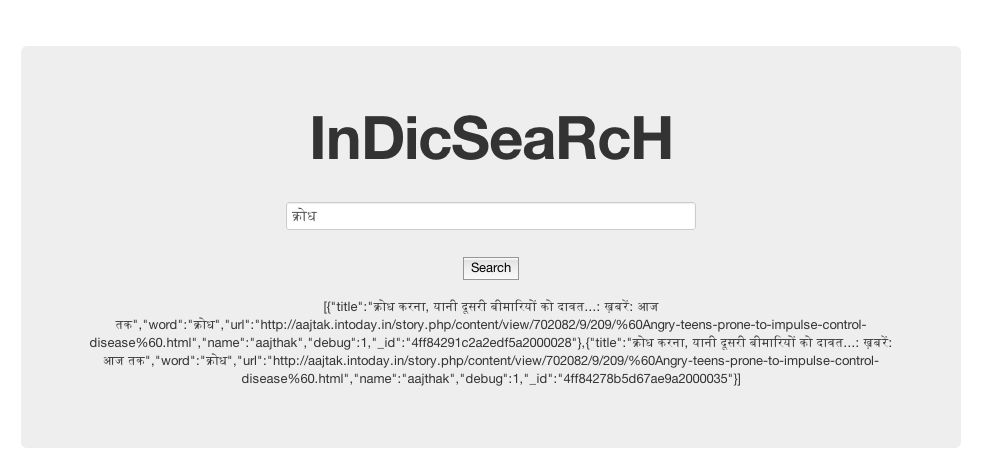 InDicSeaRcH
क्रोध
Search
[{"title":"क्रोध करना, यानी दूसरी बीमारियों को दावत...: ख़बरें: आज
तक","word":"क्रोध","url":"http://aajtak.intoday.in/story.php/content/view/702082/9/209/%60Angry-teens-prone-to-impulse-control-
disease%60.html","name":"aajthak","debug":1,"_id":"4ff84291c2a2edf5a2000028"},{"title":"क्रोध करना, यानी दूसरी बीमारियों को दावत...: ख़बरें:
आज तक","word":"क्रोध","url":"http://aajtak.intoday.in/story.php/content/view/702082/9/209/%60Angry-teens-prone-to-impulse-control-
disease%60.html","name":"aajthak","debug":1,"_id":"4ff84278b5d67ae9a2000035"}]